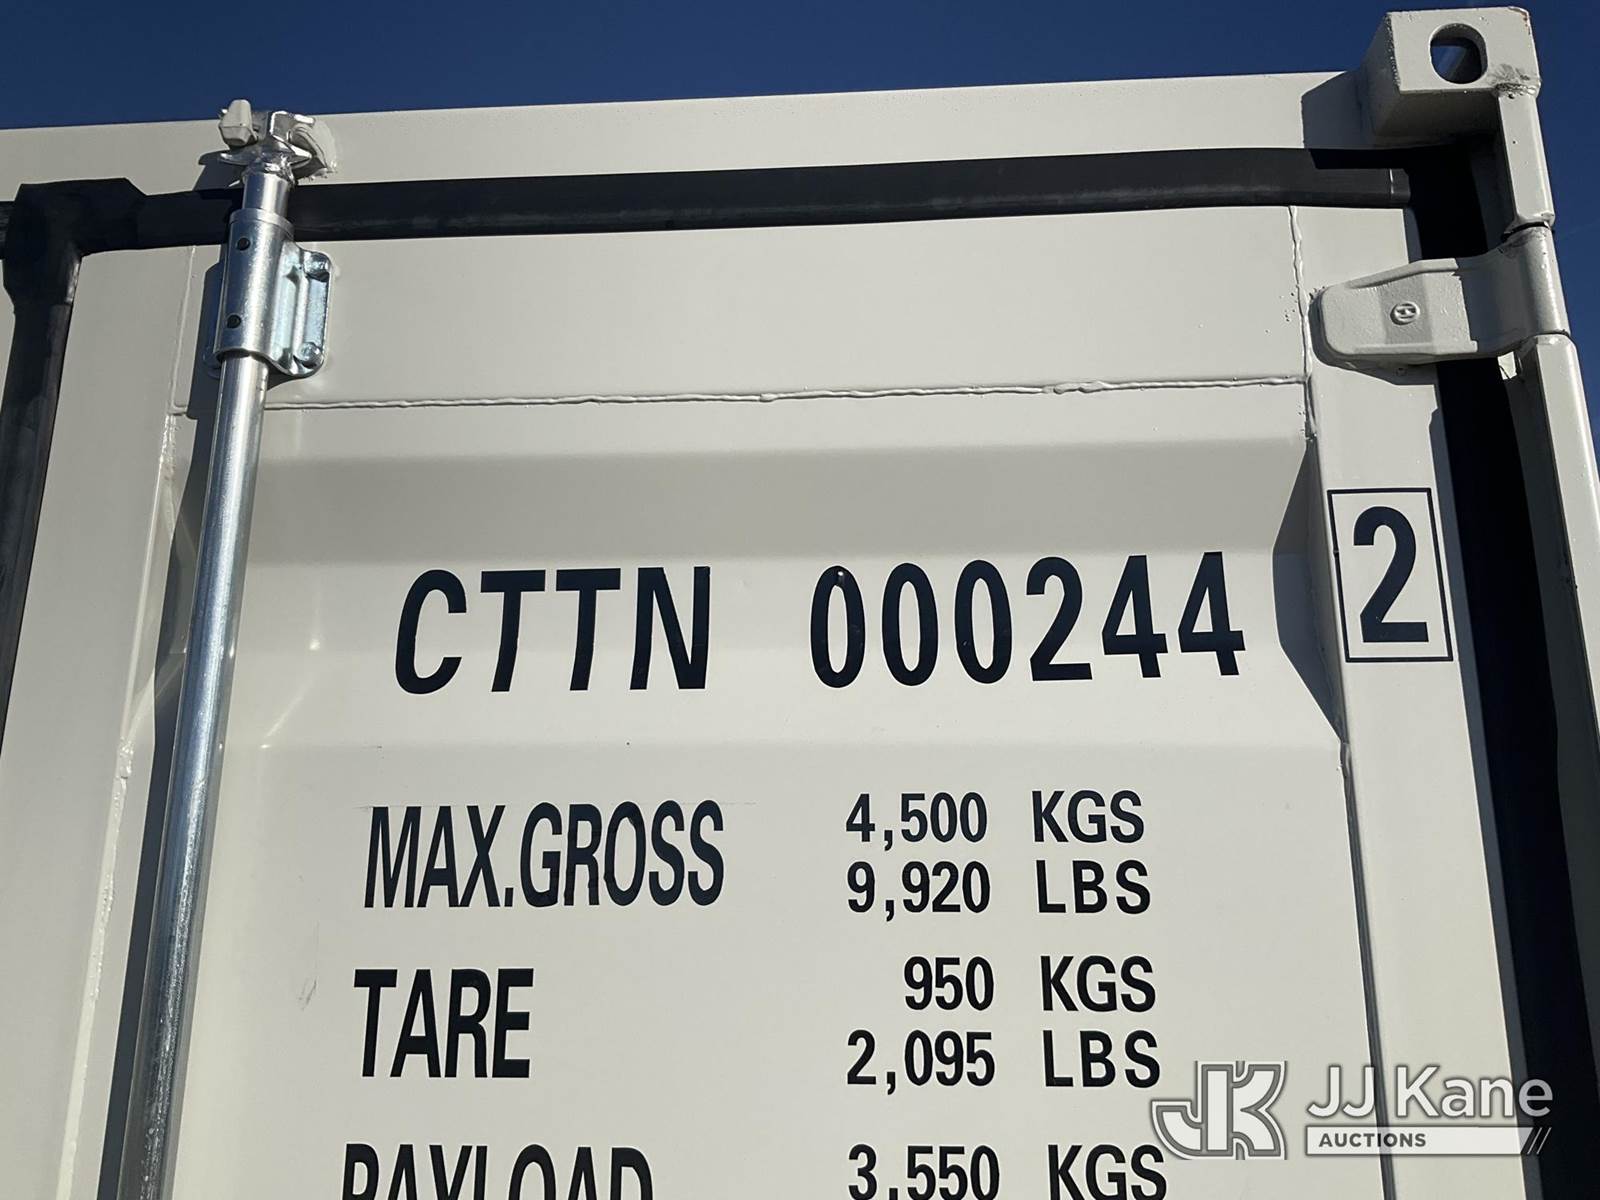 CTTN 000244 2
MAX.GROSS 4,500 KGS
9,920 LBS
TARE 950 KGS
2,095 LBS
PAYLOAD 3,550 KGS
JK JJ Kane
AUCTIONS